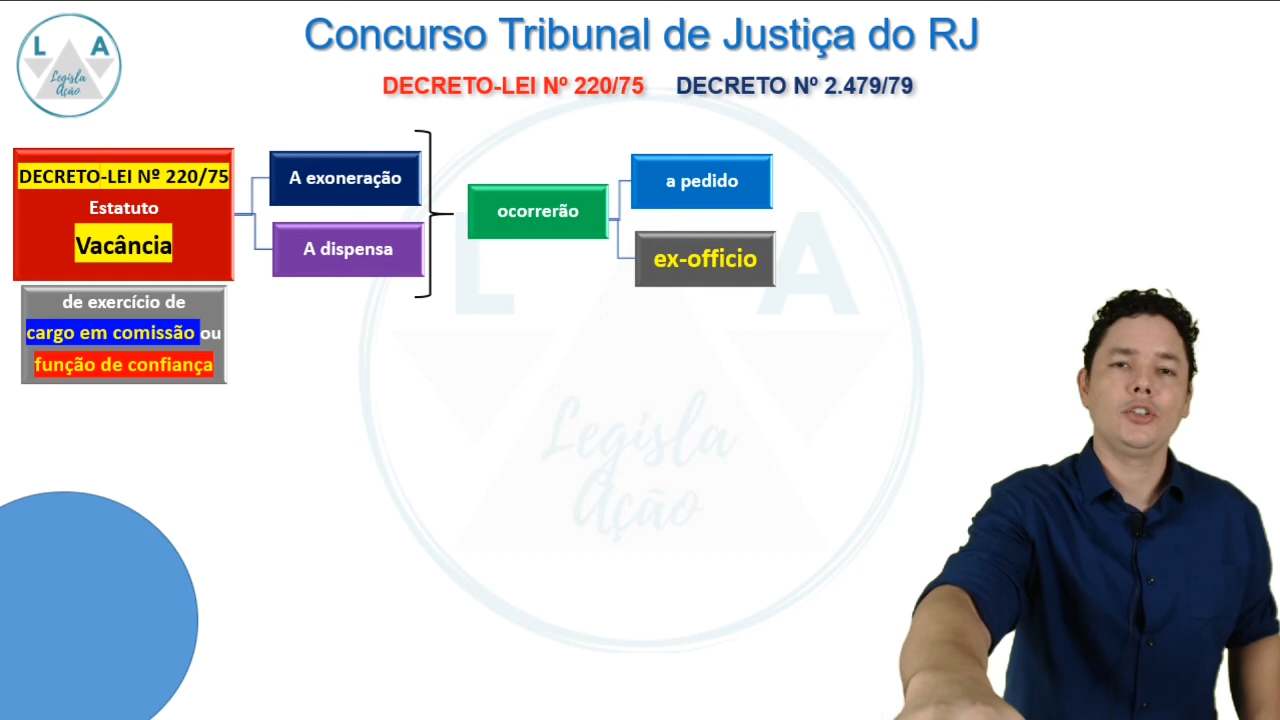 L A
Legisla
Ação
Concurso Tribunal de Justiça do RJ
DECRETO-LEI Nº 220/75 DECRETO Nº 2.479/79
DECRETO-LEI Nº 220/75
Estatuto
Vacância
A exoneração
A dispensa
ocorrerão
a pedido
ex-officio
de exercício de
cargo em comissão ou
função de confiança
L A
Legisla
Ação